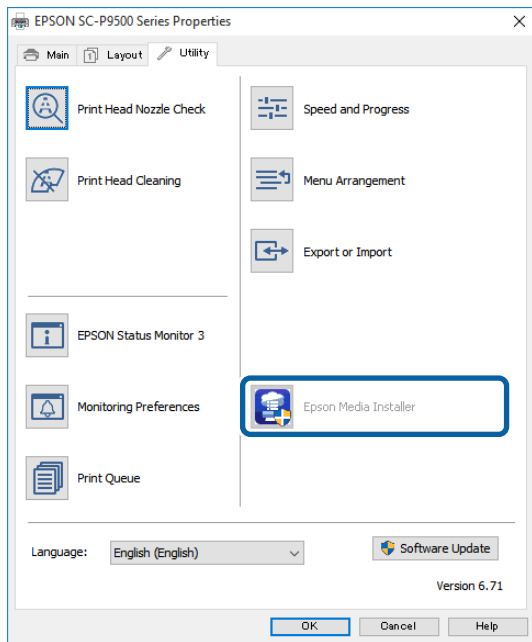 EPSON SC-P9500 Series Properties
Main
Layout
Utility
Print Head Nozzle Check
Speed and Progress
Print Head Cleaning
Menu Arrangement
Export or Import
EPSON Status Monitor 3
Monitoring Preferences
Epson Media Installer
Print Queue
Language: English (English)
Software Update
Version 6.71
OK
Cancel
Help